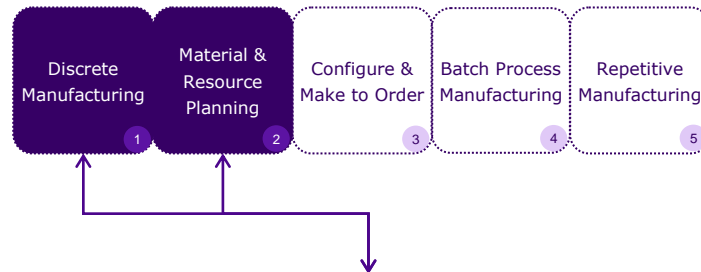 Discrete
Manufacturing
1
Material &
Resource
Planning
2
Configure &
Make to Order
3
Batch Process
Manufacturing
4
Repetitive
Manufacturing
5